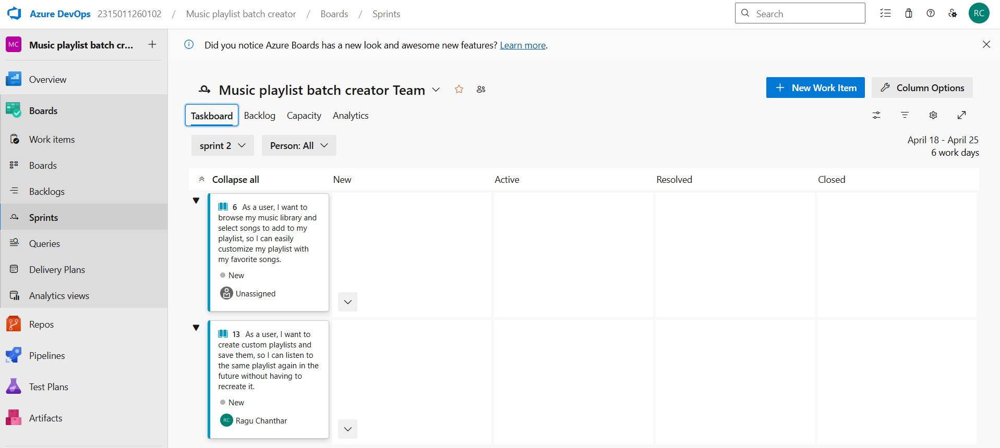 Azure DevOps 2315011260102 / Music playlist batch creator / Boards / Sprints
Search
RC
MC Music playlist batch cr...
Did you notice Azure Boards has a new look and awesome new features? Learn more.
Overview
Boards
Work items
Boards
Backlogs
Sprints
Queries
Delivery Plans
Analytics views
Repos
Pipelines
Test Plans
Artifacts
Music playlist batch creator Team
New Work Item
Column Options
Taskboard Backlog Capacity Analytics
sprint 2
Person: All
April 18 - April 25
6 work days
Collapse all New Active Resolved Closed
6 As a user, I want to
browse my music library and
select songs to add to my
playlist, so I can easily
customize my playlist with
my favorite songs.
New
Unassigned
13 As a user, I want to
create custom playlists and
save them, so I can listen to
the same playlist again in the
future without having to
recreate it.
New
RC Ragu Chanthar